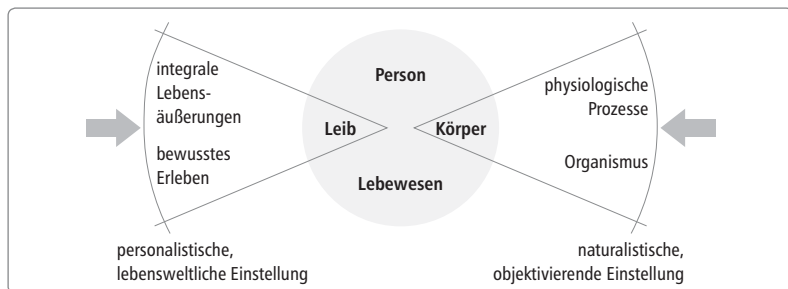 integrale
Lebens-
äußerungen
bewusstes
Erleben
Person
Leib
Körper
Lebewesen
physiologische
Prozesse
Organismus
personalistische,
lebensweltliche Einstellung
naturalistische,
objektivierende Einstellung